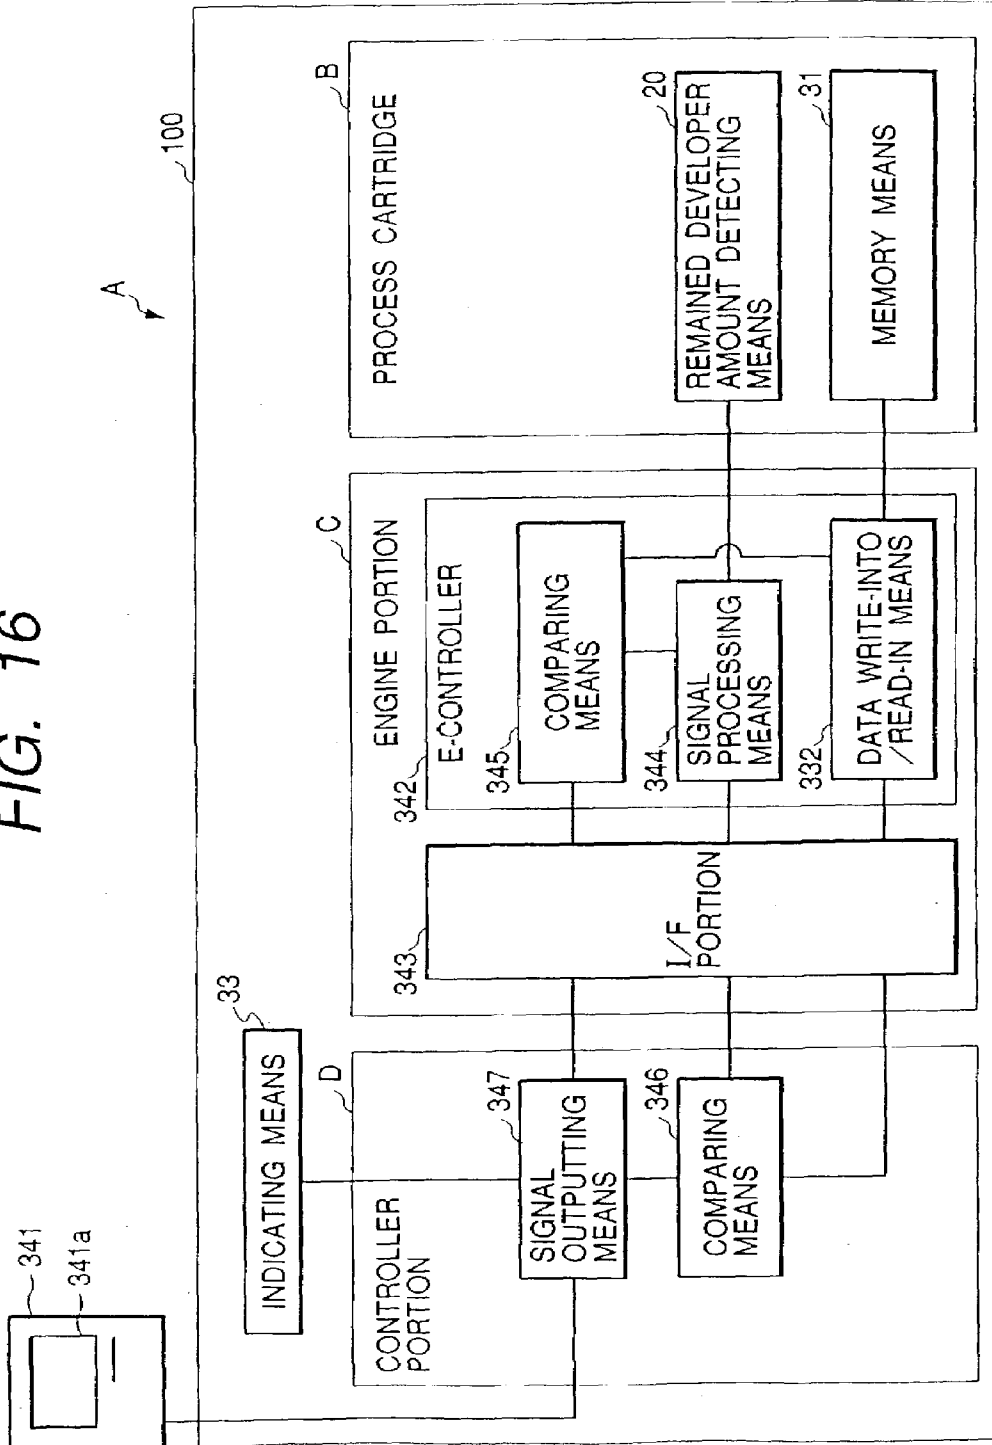 FIG. 16
A
100
341
341a
INDICATING MEANS
33
CONTROLLER
PORTION
D
SIGNAL
OUTPUTTING
MEANS
347
COMPARING
MEANS
346
ENGINE PORTION
C
343
I/F
PORTION
342
E-CONTROLLER
345
COMPARING
MEANS
344
SIGNAL
PROCESSING
MEANS
332
DATA WRITE-INTO
/READ-IN MEANS
PROCESS CARTRIDGE
B
REMAINED DEVELOPER
AMOUNT DETECTING
MEANS
20
MEMORY MEANS
31